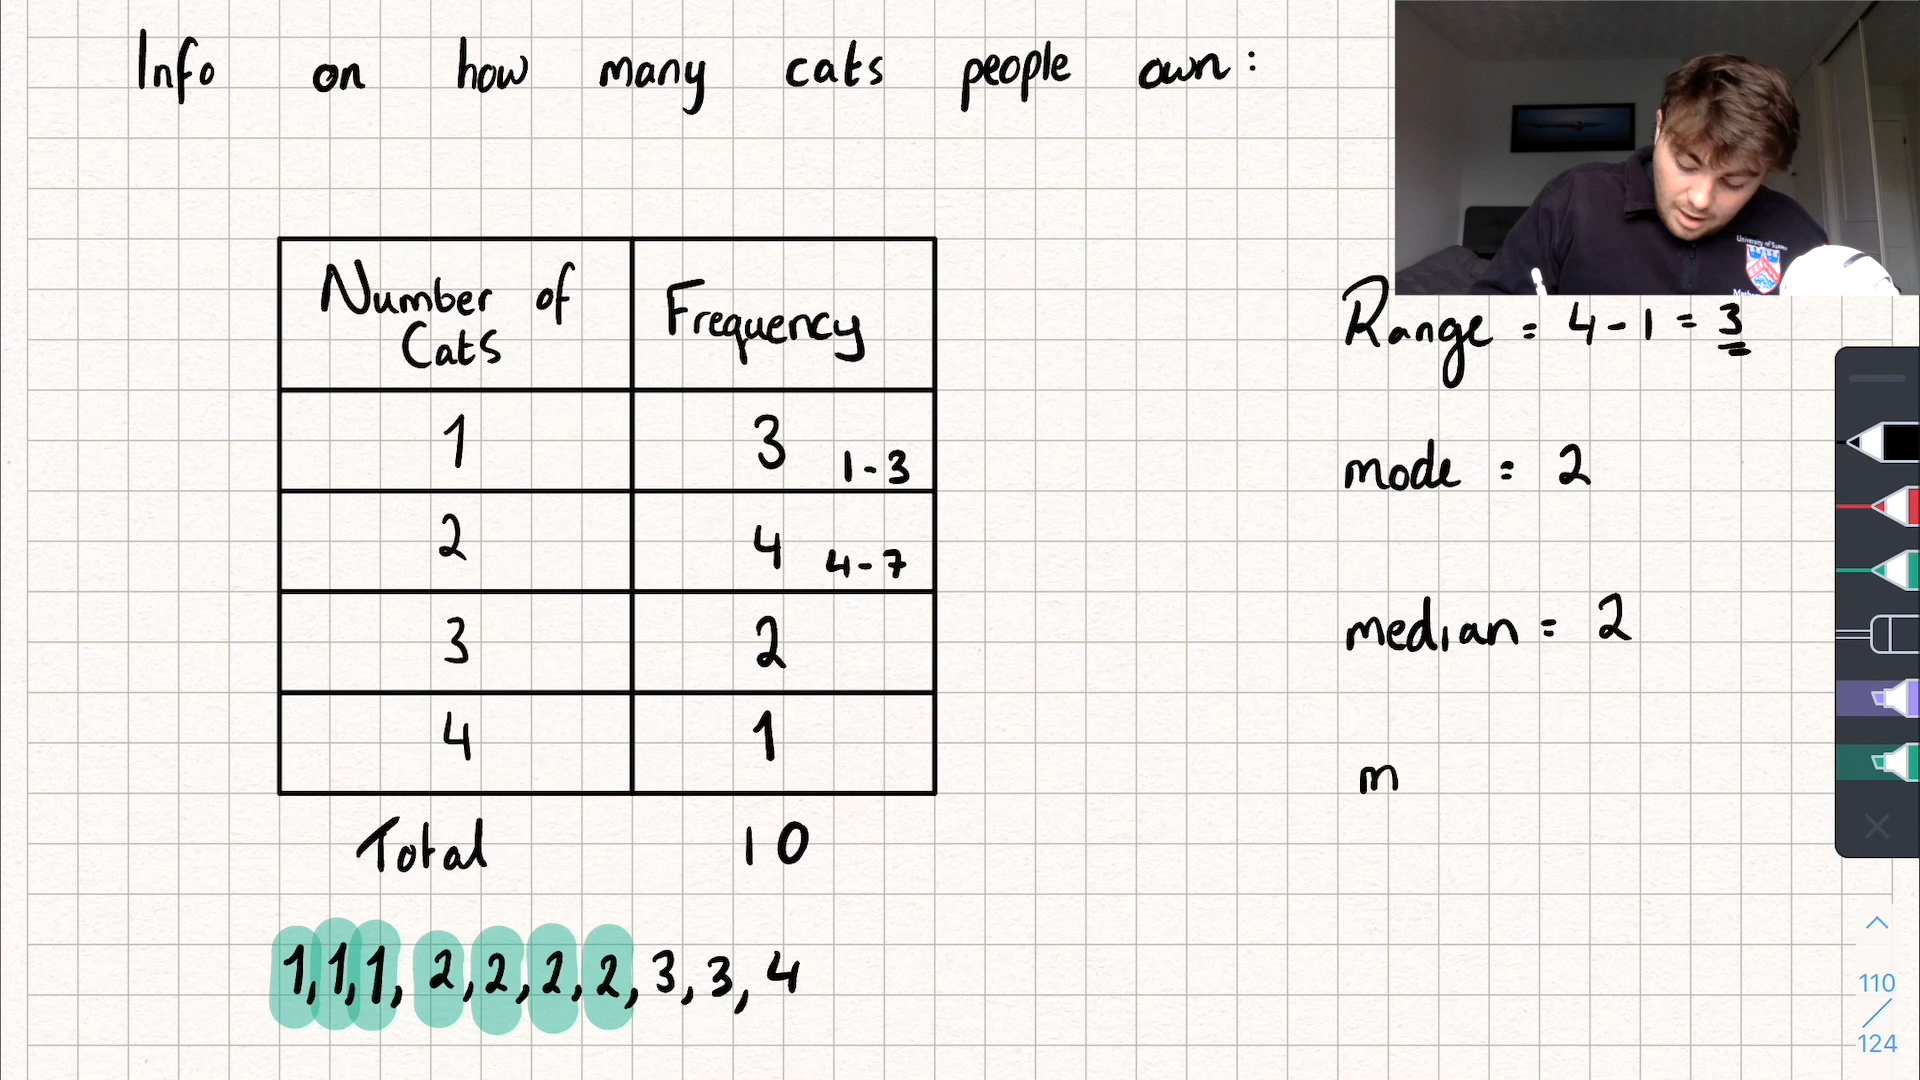 Info on how many cats people own:
Number of Cats Frequency
1 3 1-3
2 4 4-7
3 2
4 1
Total 10
1,1,1, 2,2,2,2,3,3,4
University of
Range = 4-1 = 3
mode = 2
median = 2
m
110
124